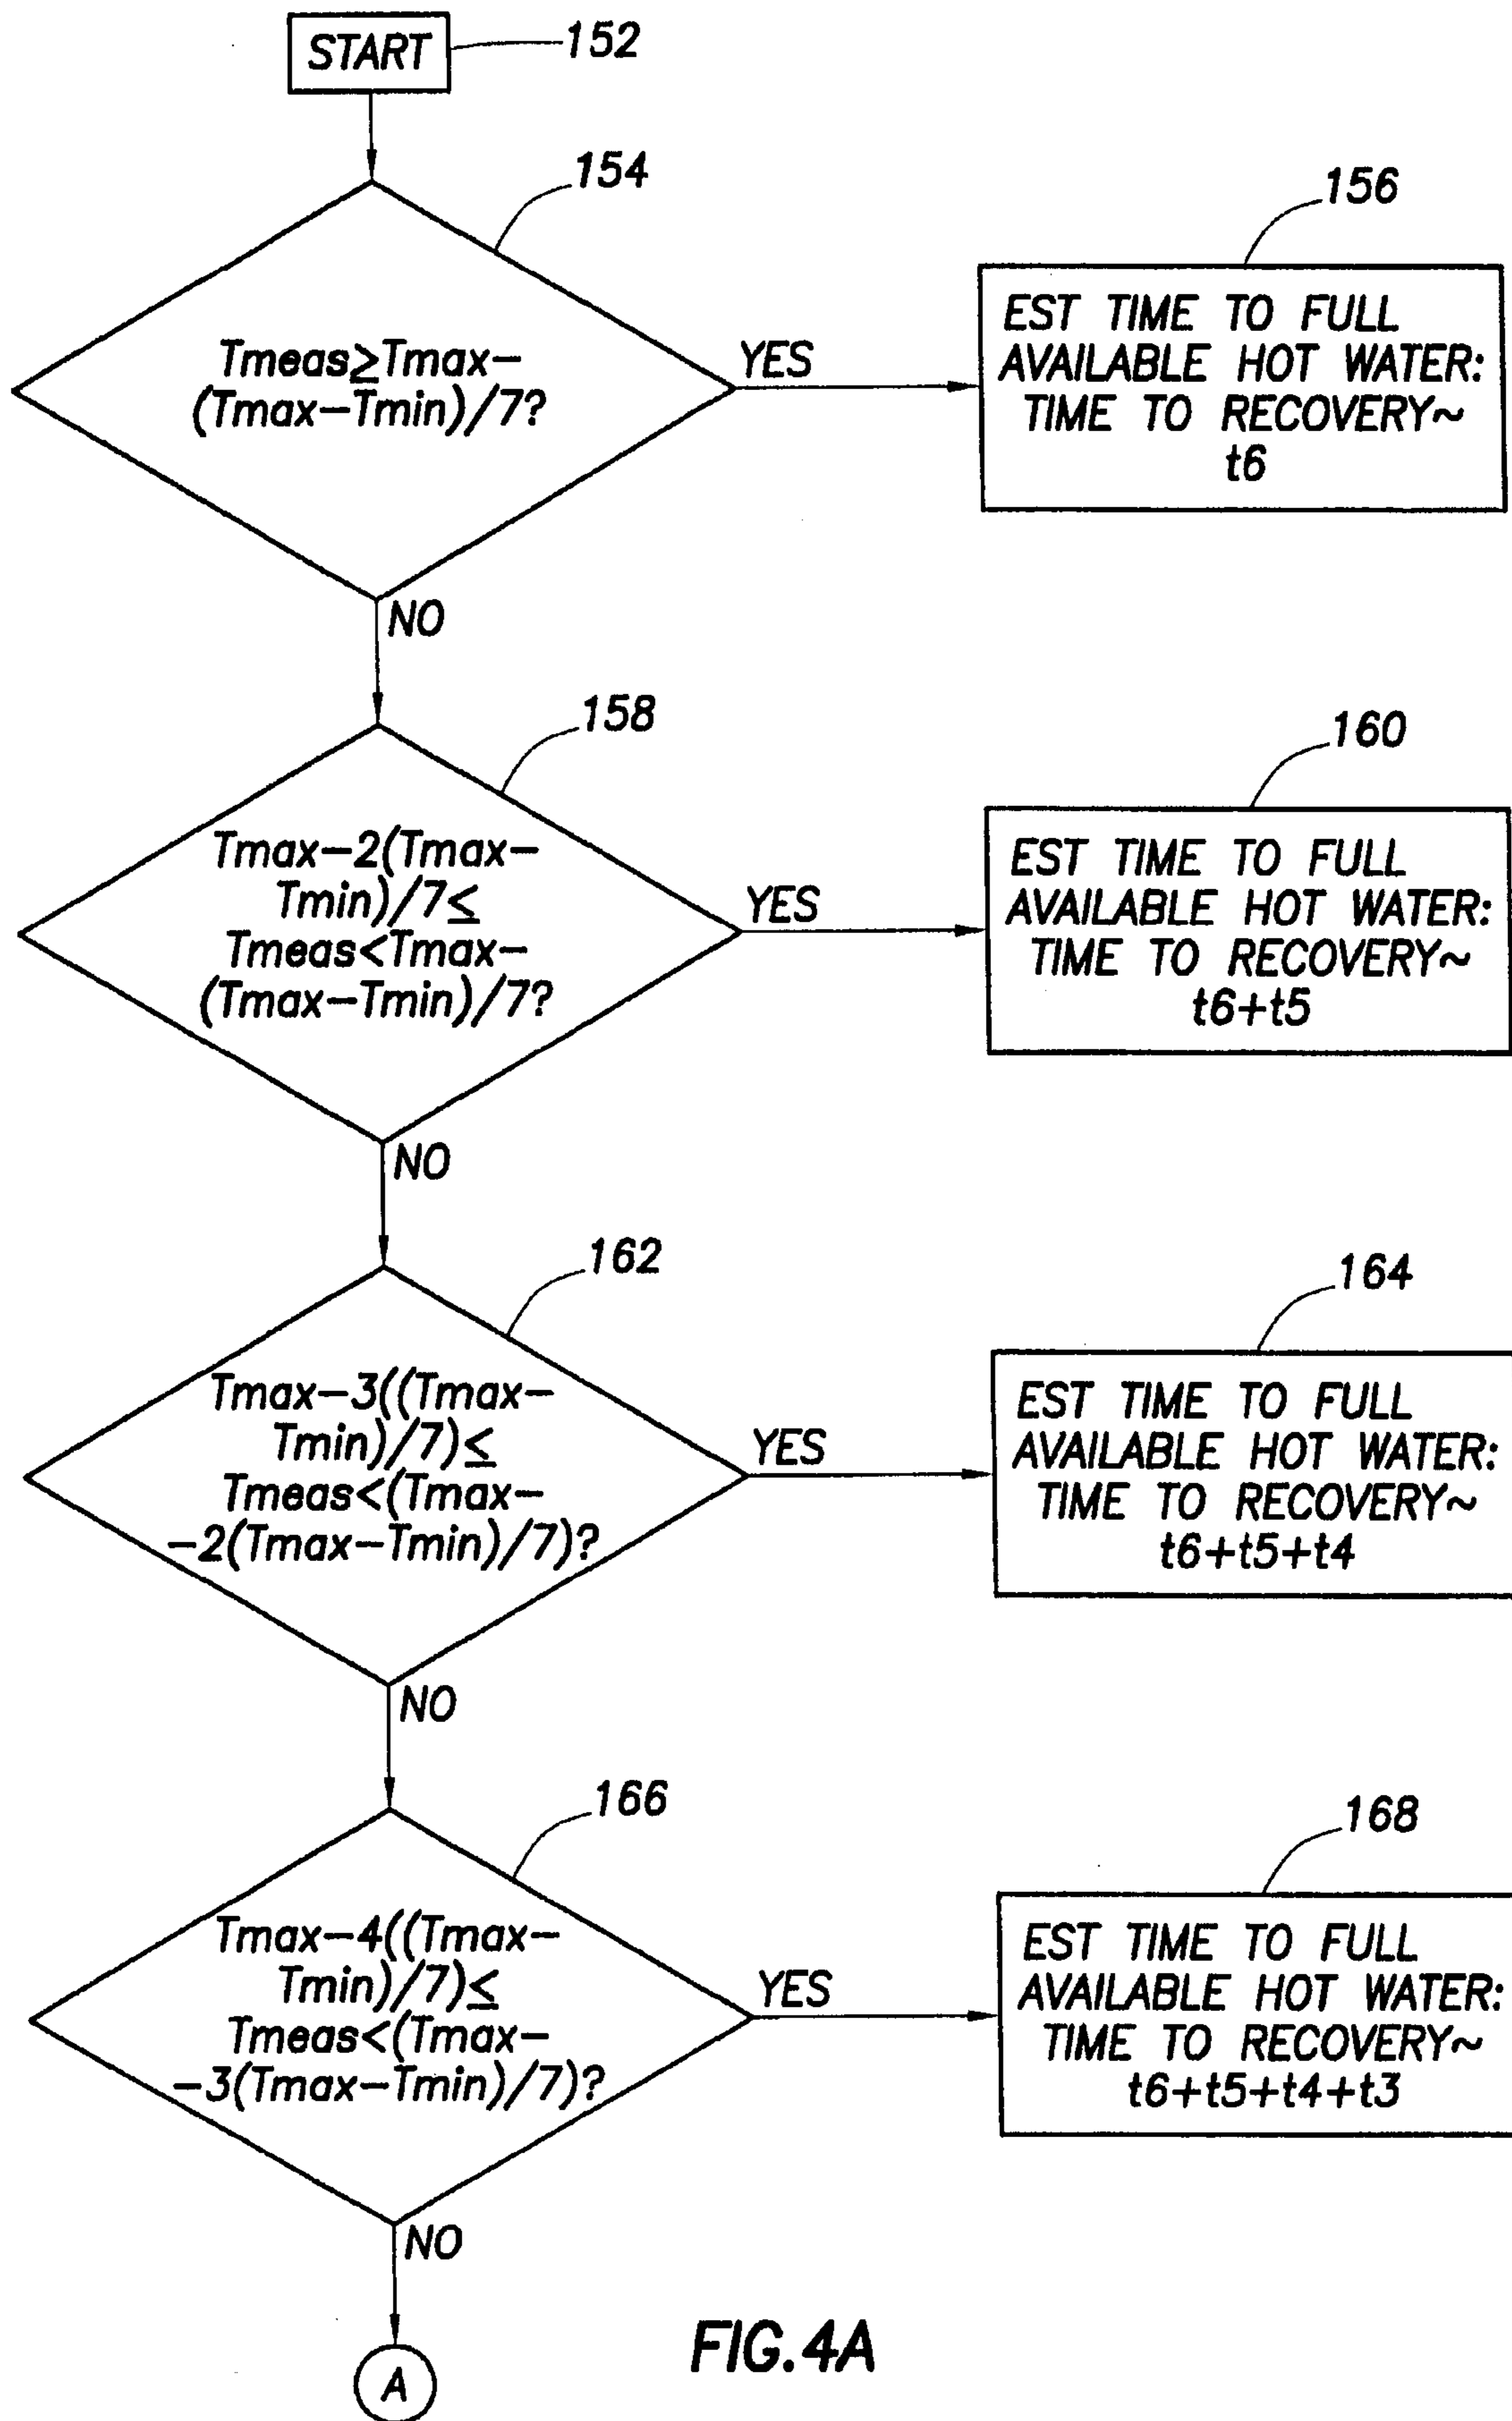 START
152
154
Tmeas≥Tmax–
(Tmax–Tmin)/7?
YES
156
EST TIME TO FULL
AVAILABLE HOT WATER:
TIME TO RECOVERY~
t6
NO
158
Tmax–2(Tmax–
Tmin)/7≤
Tmeas<Tmax–
(Tmax–Tmin)/7?
YES
160
EST TIME TO FULL
AVAILABLE HOT WATER:
TIME TO RECOVERY~
t6+t5
NO
162
Tmax–3((Tmax–
Tmin)/7)≤
Tmeas<(Tmax–
–2(Tmax–Tmin)/7)?
YES
164
EST TIME TO FULL
AVAILABLE HOT WATER:
TIME TO RECOVERY~
t6+t5+t4
NO
166
Tmax–4((Tmax–
Tmin)/7)≤
Tmeas<(Tmax–
–3(Tmax–Tmin)/7)?
YES
168
EST TIME TO FULL
AVAILABLE HOT WATER:
TIME TO RECOVERY~
t6+t5+t4+t3
NO
A
FIG.4A